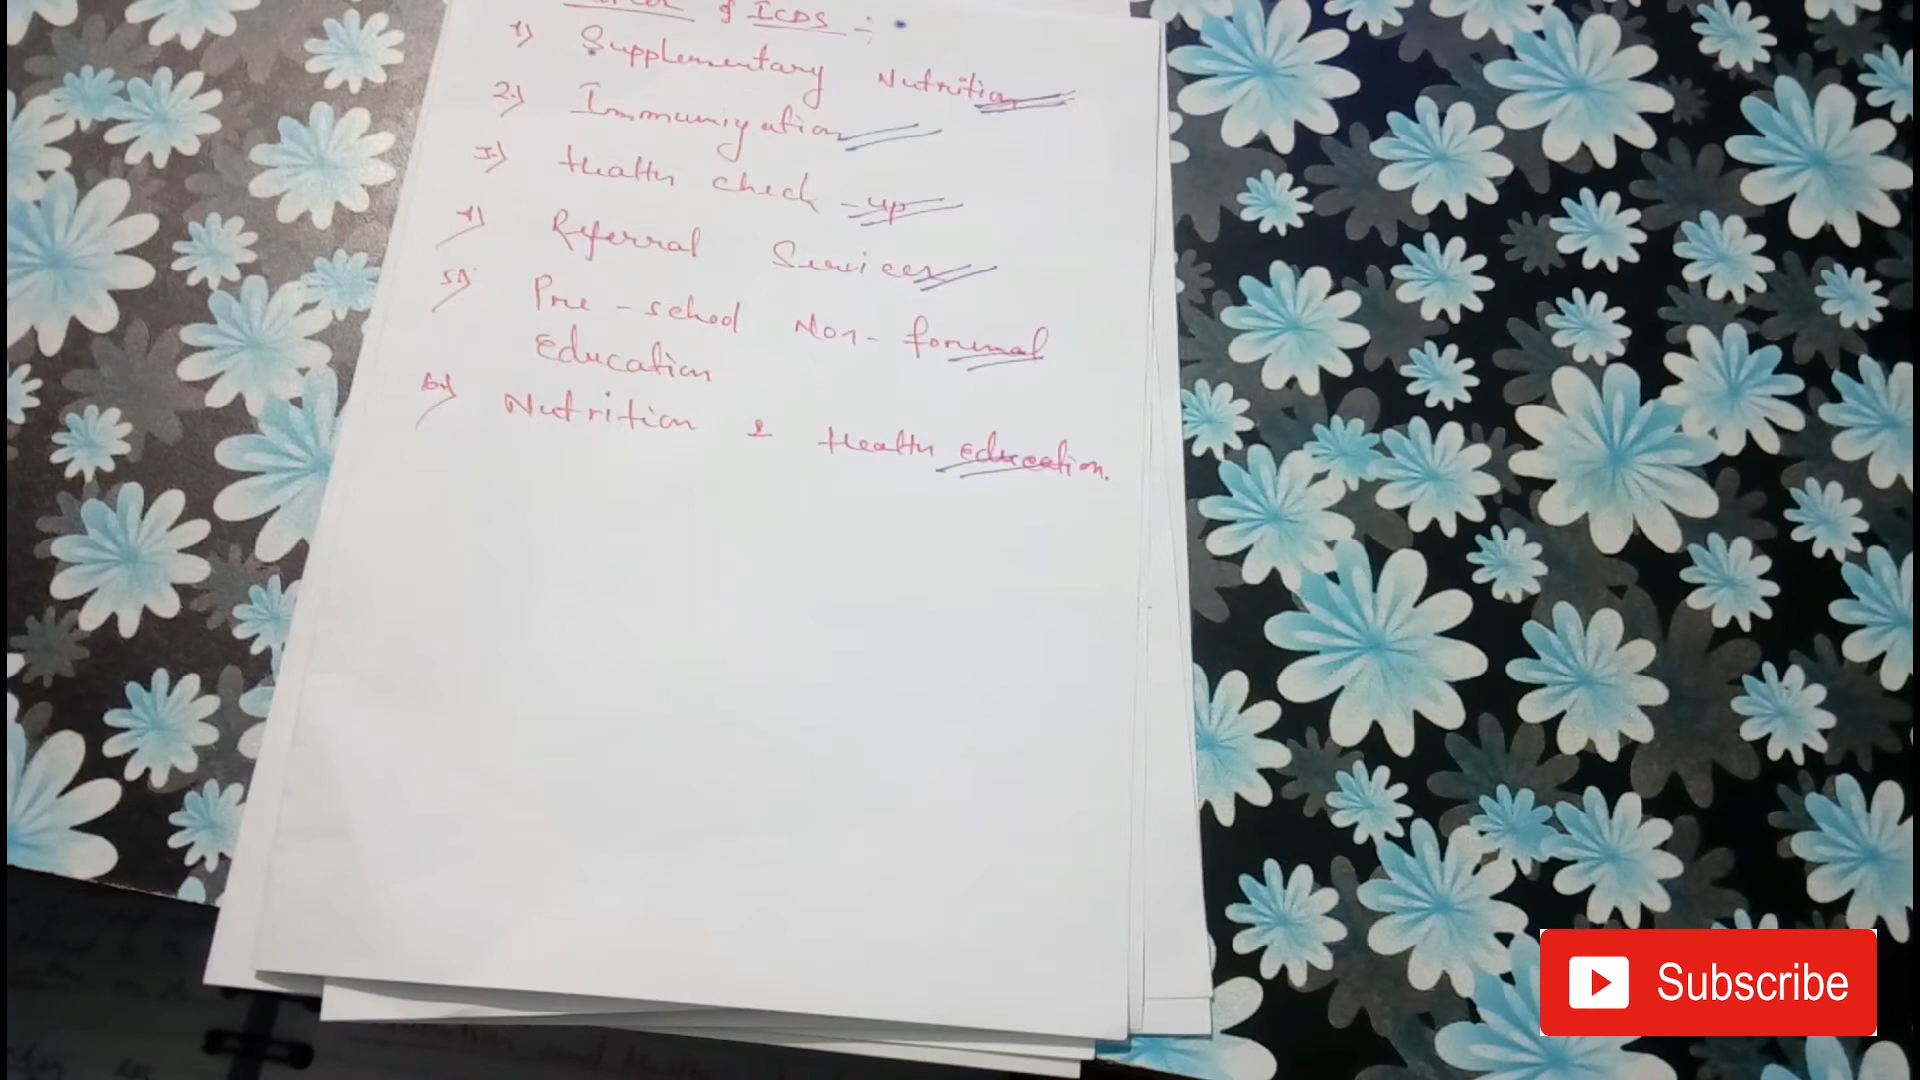 of ICDS :-
1) Supplementary Nutrition
2) Immunization
3) Health check-up
4) Referral Services
5) Pre-school Non-formal
Education
6) Nutrition & Health education.
Subscribe